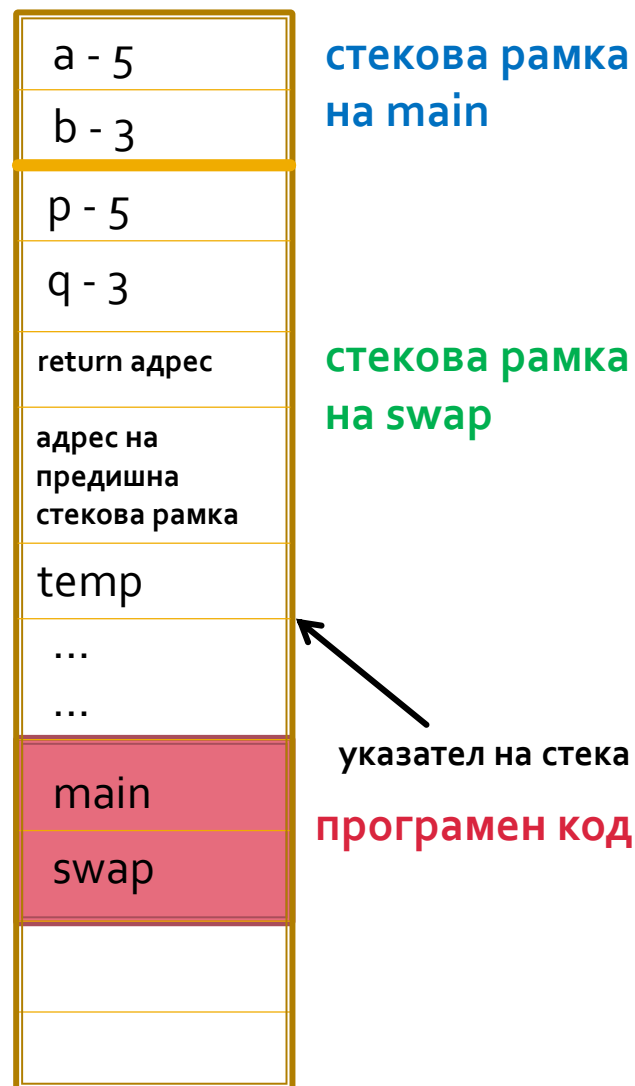 a - 5
стекова рамка
на main
b - 3
p - 5
q - 3
return адрес
стекова рамка
на swap
адрес на
предишна
стекова рамка
temp
...
...
указател на стека
main
програмен код
swap